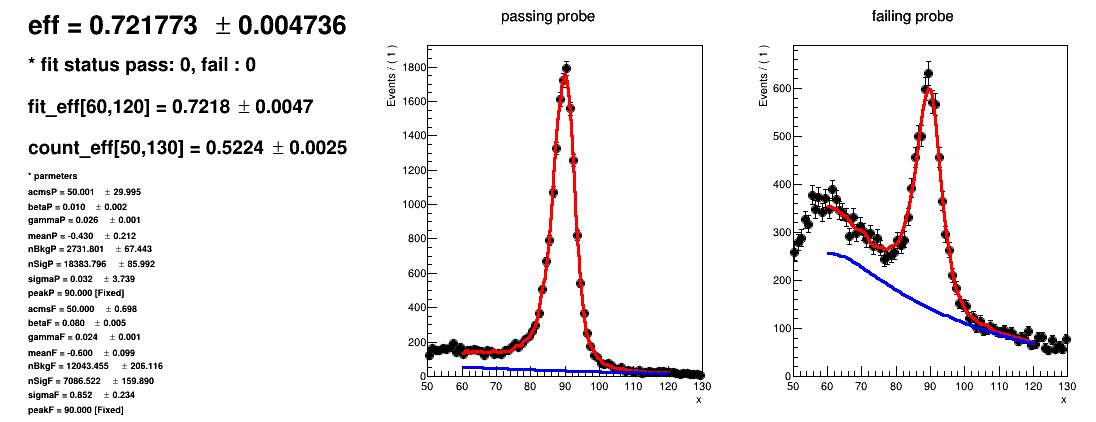 eff = 0.721773 ± 0.004736
* fit status pass: 0, fail : 0
fit_eff[60,120] = 0.7218 ± 0.0047
count_eff[50,130] = 0.5224 ± 0.0025
* parmeters
acmsP = 50.001 ± 29.995
betaP = 0.010 ± 0.002
gammaP = 0.026 ± 0.001
meanP = -0.430 ± 0.212
nBkgP = 2731.801 ± 67.443
nSigP = 18383.796 ± 85.992
sigmaP = 0.032 ± 3.739
peakP = 90.000 [Fixed]
acmsF = 50.000 ± 0.698
betaF = 0.080 ± 0.005
gammaF = 0.024 ± 0.001
meanF = -0.600 ± 0.099
nBkgF = 12043.455 ± 206.116
nSigF = 7086.522 ± 159.890
sigmaF = 0.852 ± 0.234
peakF = 90.000 [Fixed]
passing probe
Events / ( 1 )
1800
1600
1400
1200
1000
800
600
400
200
0
50 60 70 80 90 100 110 120 130
x
failing probe
Events / ( 1 )
600
500
400
300
200
100
0
50 60 70 80 90 100 110 120 130
x